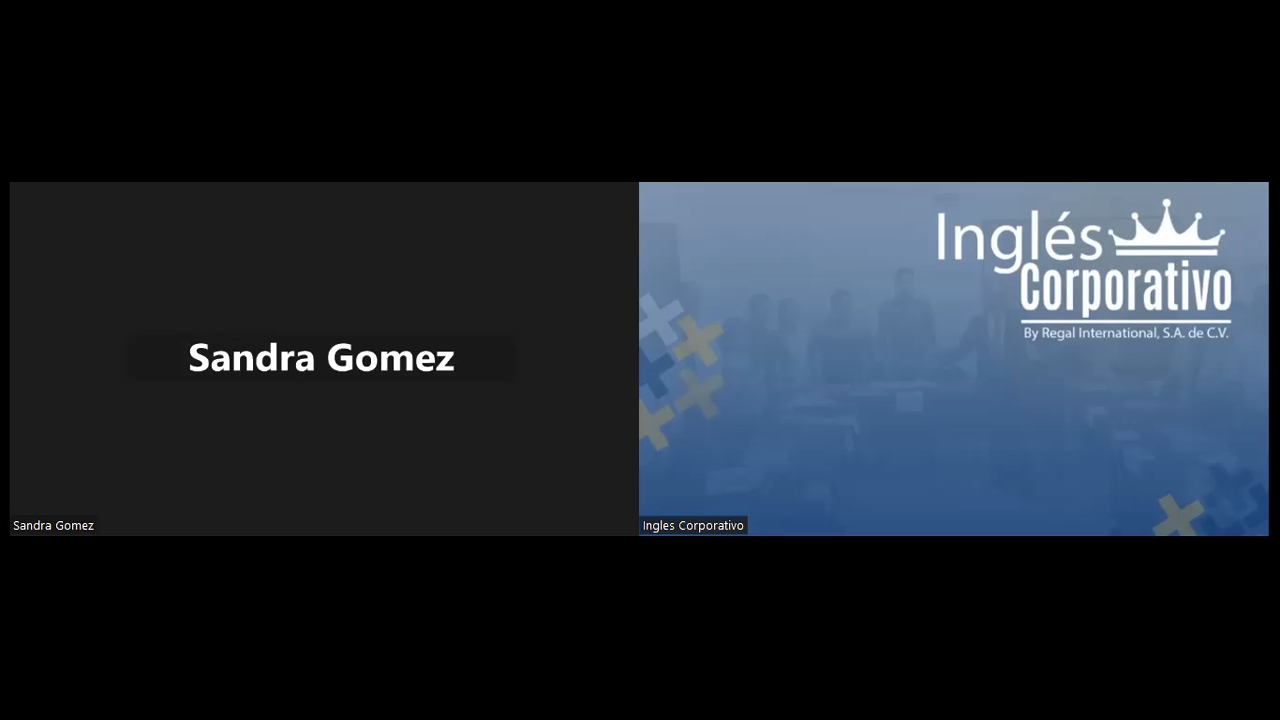 Sandra Gomez
Sandra Gomez
Inglés
Corporativo
By Regal International, S.A. de C.V.
Ingles Corporativo